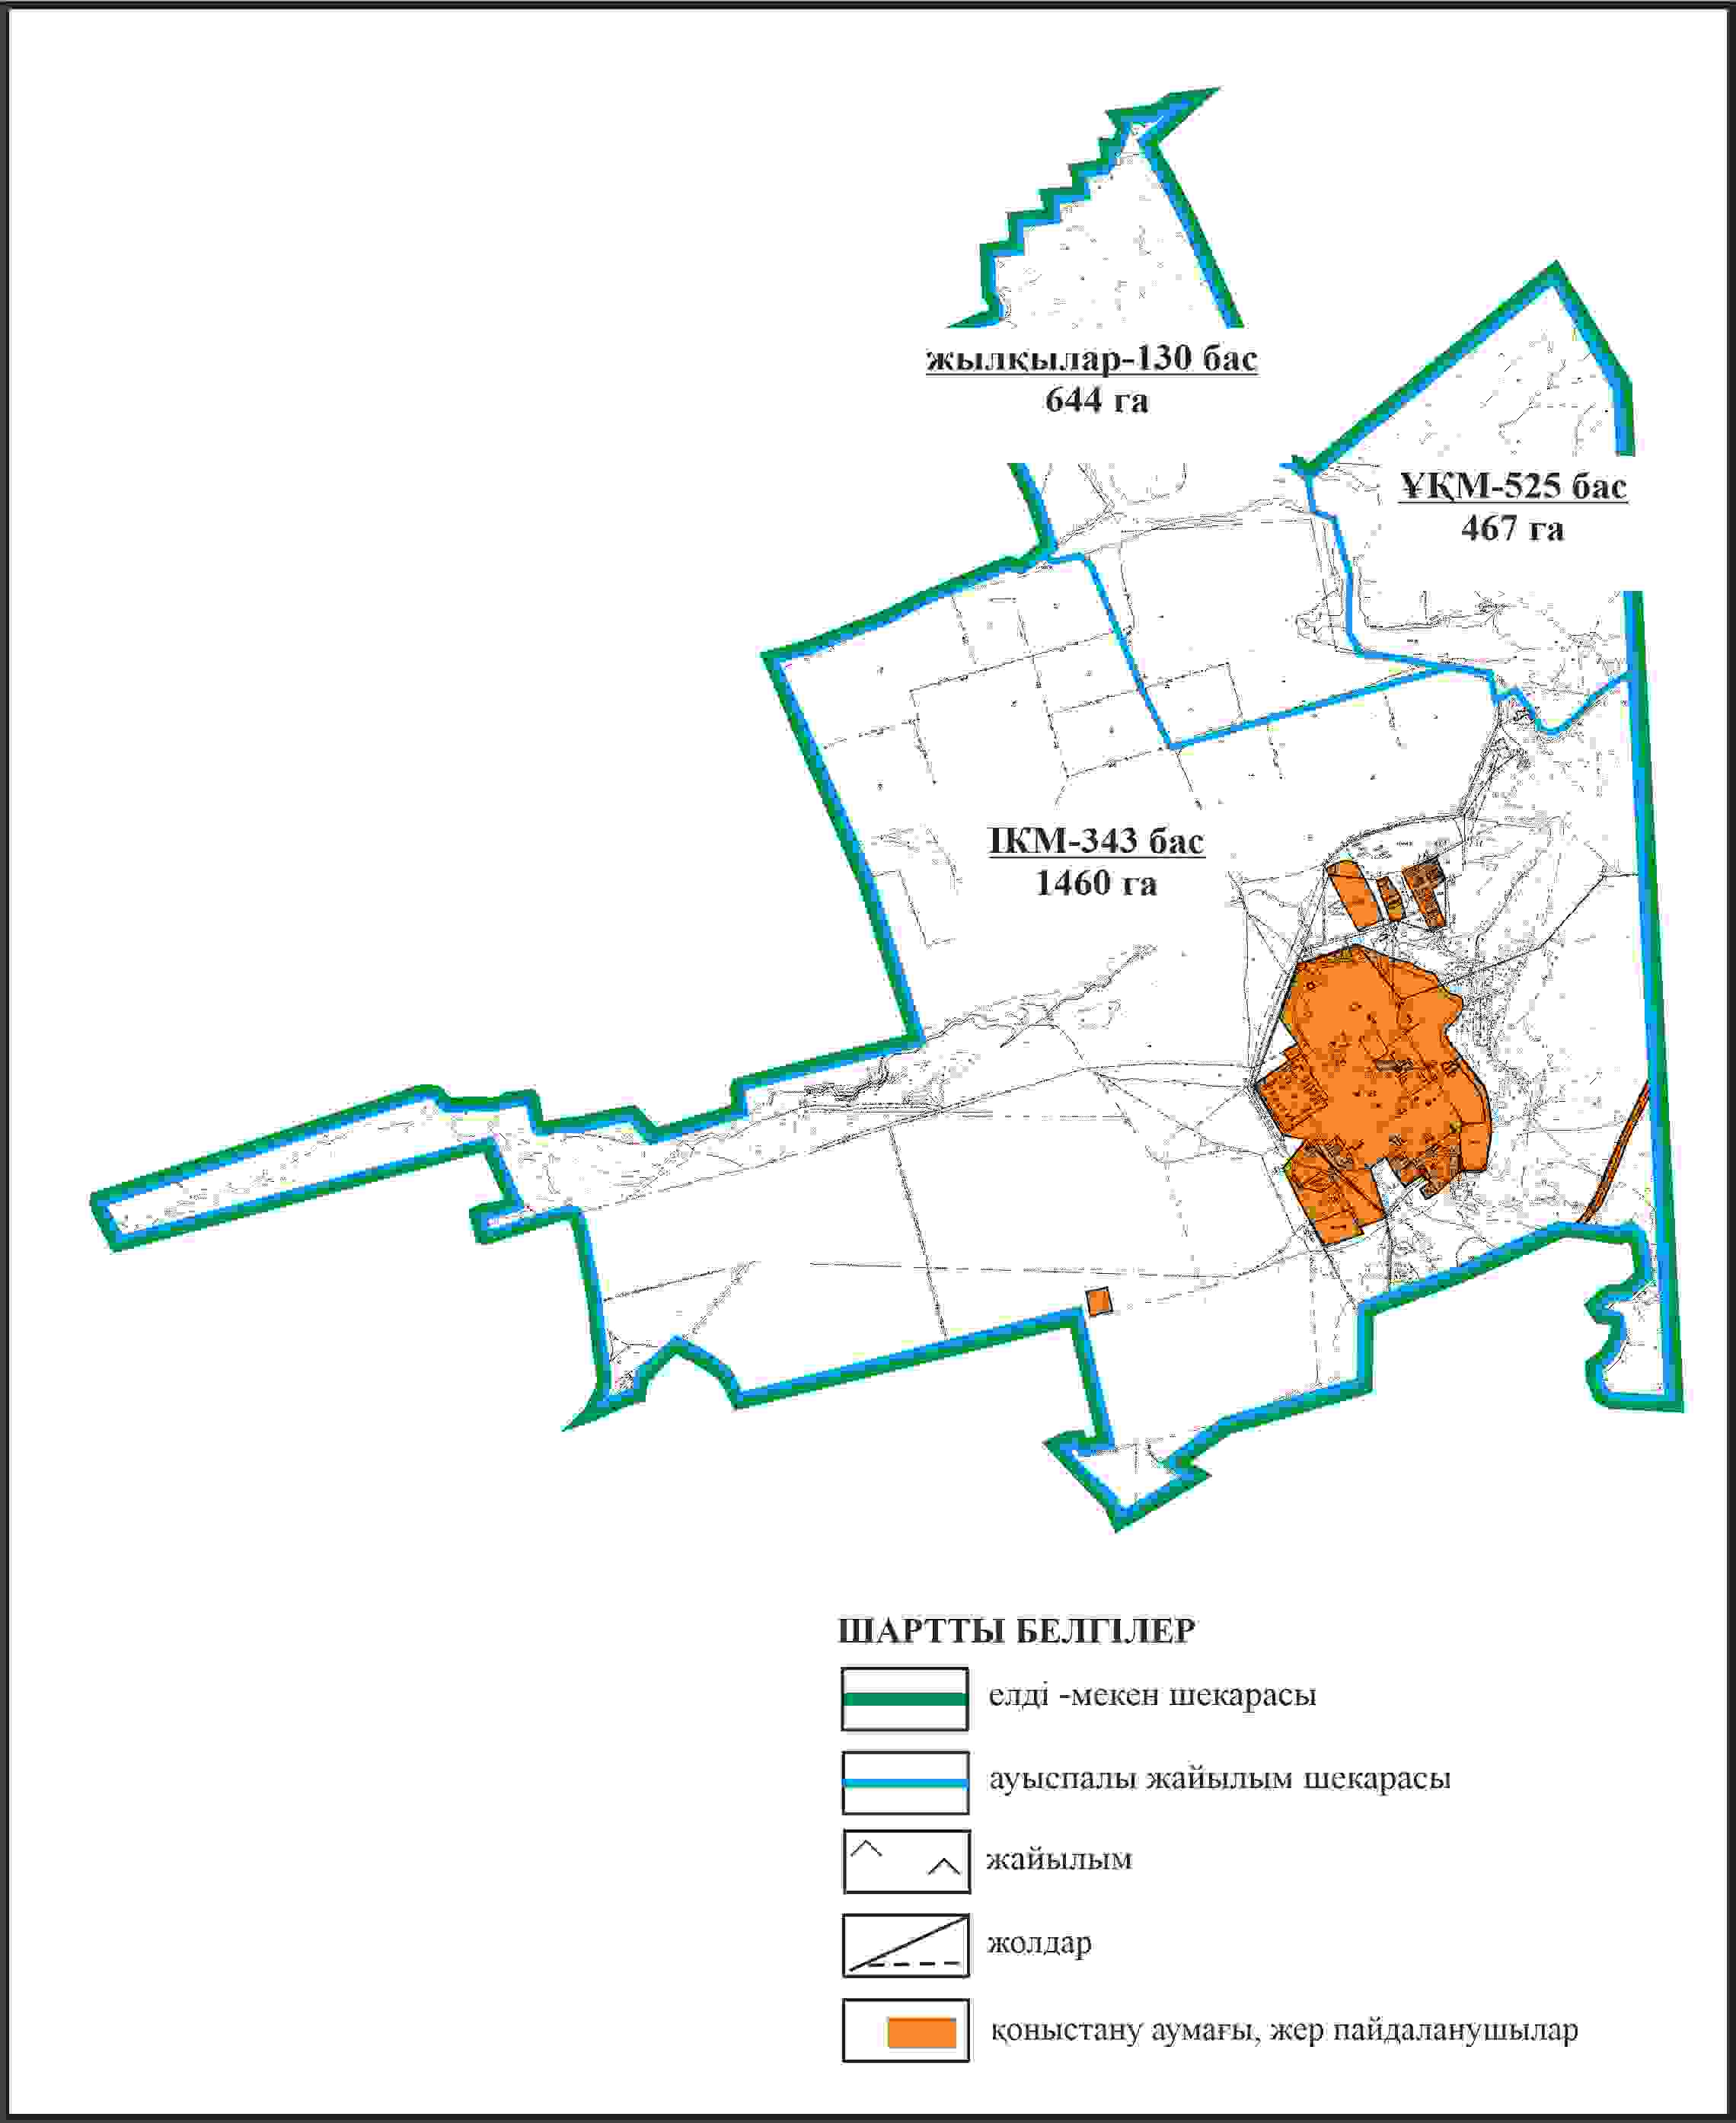 жылқылар-130 бас
644 га
ҰҚМ-525 бас
467 га
ІКМ-343 бас
1460 га
ШАРТТЫ БЕЛГІЛЕР
елді -мекен шекарасы
ауыспалы жайылым шекарасы
жайылым
жолдар
қоныстану аумағы, жер пайдаланушылар